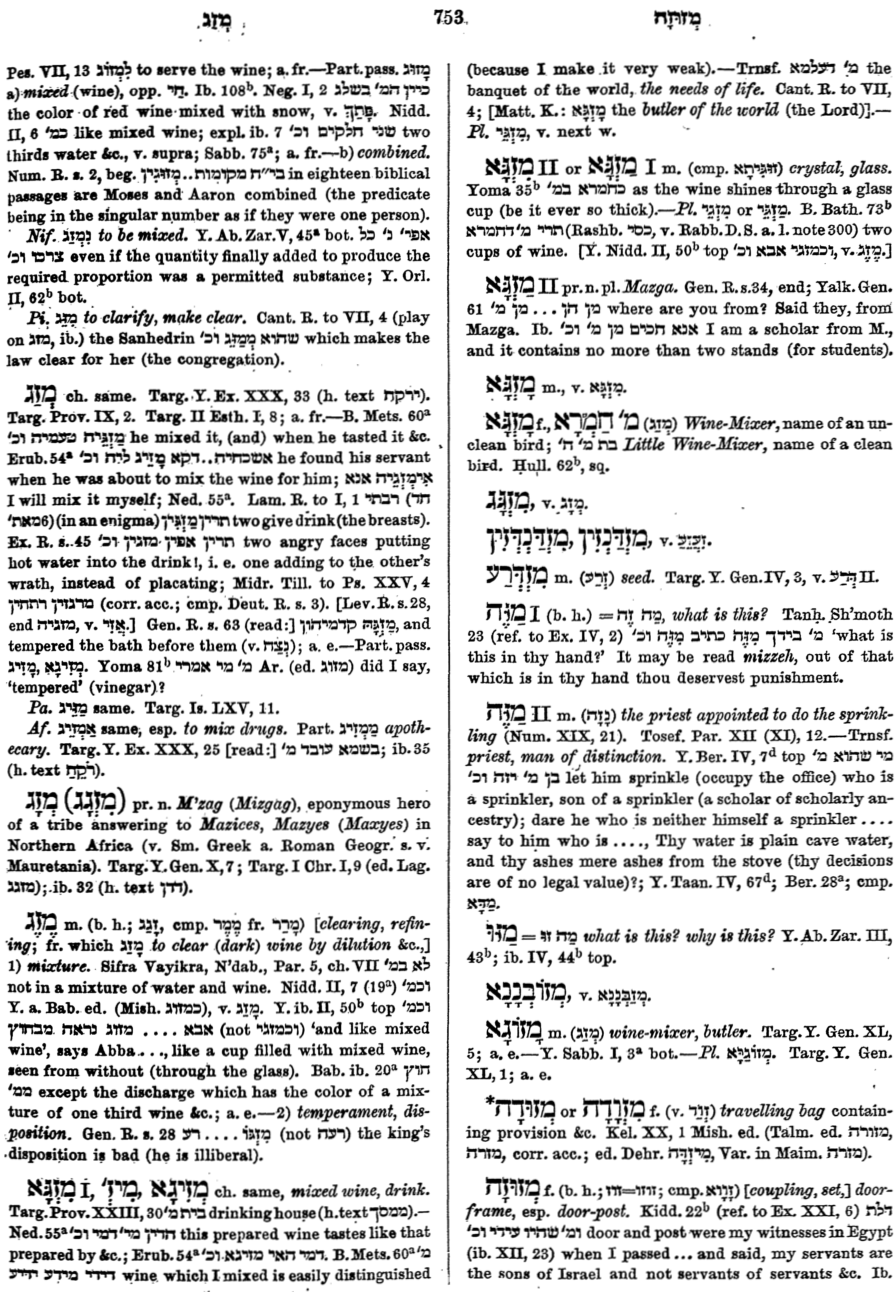 מְזַג
753
מְזוּזָה
Pes. VII, 13 לִמְזוֹג to serve the wine; a. fr.—Part. pass. מָזוּג
a) mixed (wine), opp. חַי. Ib. 108b. Neg. I, 2 כיין המ' בשלג
the color of red wine mixed with snow, v. פָּתַךְ. Nidd.
II, 6 כמ' like mixed wine; expl. ib. 7 שני חלקים וכ' two
thirds water &c., v. supra; Sabb. 75a; a. fr.—b) combined.
Num. R. s. 2, beg. בי״ח מקומות..מְזוּגִין in eighteen biblical
passages are Moses and Aaron combined (the predicate
being in the singular number as if they were one person).
Nif. נִמְזַג to be mixed. Y. Ab. Zar. V, 45a bot. אפי' נ' כל
צרכו וכ' even if the quantity finally added to produce the
required proportion was a permitted substance; Y. Orl.
II, 62b bot.
Pi. מִזֵּג to clarify, make clear. Cant. R. to VII, 4 (play
on מזג, ib.) the Sanhedrin שהוא מְמַזֵּג וכ' which makes the
law clear for her (the congregation).
מְזַג ch. same. Targ. Y. Ex. XXX, 33 (h. text ירקח).
Targ. Prov. IX, 2. Targ. II Esth. I, 8; a. fr.—B. Mets. 60a
מַזְגֵיהּ טעמיה וכ' he mixed it, (and) when he tasted it &c.
Erub. 54a אשכחיה..דקא מָזֵיג ליה וכ' he found his servant
when he was about to mix the wine for him; אימזגיה אנא
I will mix it myself; Ned. 55a. Lam. R. to I, 1 רבתי (חד
מאת'6) (in an enigma) תרין מָזְגִין two give drink (the breasts).
Ex. R. s. 45 תרין אפין מזגין וכ' two angry faces putting
hot water into the drink!, i. e. one adding to the other's
wrath, instead of placating; Midr. Till. to Ps. XXV, 4
מרגזין רתחין (corr. acc.; cmp. Deut. R. s. 3). [Lev. R. s. 28,
end מזגיה, v. אֲזֵי.] Gen. R. s. 63 (read:) מְזָגָהּ קדמיהון, and
tempered the bath before them (v. נְצָה); a. e.—Part. pass.
מְזִיג, מְזִיגָא. Yoma 81b מ' מי אמרי Ar. (ed. מזוג) did I say,
'tempered' (vinegar)?
Pa. מַזֵּיג same. Targ. Is. LXV, 11.
Af. אַמְזֵיג same, esp. to mix drugs. Part. מַמְזֵיג apoth-
ecary. Targ. Y. Ex. XXX, 25 [read:] בשמא עובד מ'; ib. 35
(h. text רֹקֵחַ).
מְזָג (מִזְגָּג) pr. n. M'zag (Mizgag), eponymous hero
of a tribe answering to Mazices, Mazyes (Maxyes) in
Northern Africa (v. Sm. Greek a. Roman Geogr. s. v.
Mauretania). Targ. Y. Gen. X, 7; Targ. I Chr. I, 9 (ed. Lag.
מזגג); ib. 32 (h. text דדן).
מֶזֶג m. (b. h.; זָגַג, cmp. מֶמֶר fr. מָרַר) [clearing, refin-
ing; fr. which מָזַג to clear (dark) wine by dilution &c.,]
1) mixture. Sifra Vayikra, N'dab., Par. 5, ch. VII לא במ'
not in a mixture of water and wine. Nidd. II, 7 (19a) וכמ'
Y. a. Bab. ed. (Mish. כמזוג), v. מָזַג. Y. ib. II, 50b top וכמ'
אבא .... מזוג נראה מבחוץ (not וכמזגי) 'and like mixed
wine', says Abba..., like a cup filled with mixed wine,
seen from without (through the glass). Bab. ib. 20a חוץ
ממ' except the discharge which has the color of a mix-
ture of one third wine &c.; a. e.—2) temperament, dis-
position. Gen. R. s. 28 מִזְגּוֹ .... רע (not רעה) the king's
disposition is bad (he is illiberal).
מְזָגָא I, מִיזְ', מְזִיגָא ch. same, mixed wine, drink.
Targ. Prov. XXIII, 30 בית מ' drinking house (h. text ממסך).—
Ned. 55a הדין מי' דמי וכ' this prepared wine tastes like that
prepared by &c.; Erub. 54a דמי האי מזיגא וכ'. B. Mets. 60a מ'
דידי מידע ידיע wine which I mixed is easily distinguished
(because I make it very weak).—Trnsf. מ' דעלמא the
banquet of the world, the needs of life. Cant. R. to VII,
4; [Matt. K.: מָזְגָא the butler of the world (the Lord)].—
Pl. מִזְגֵי, v. next w.
מִזְגָּא II or מַזְגָּא I m. (cmp. זוּגִיתָא) crystal, glass.
Yoma 35b כחמרא במ' as the wine shines through a glass
cup (be it ever so thick).—Pl. מִזְגֵי or מַזְגֵי. B. Bath. 73b
תרי מ' דחמרא (Rashb. כסי, v. Rabb. D. S. a. l. note 300) two
cups of wine. [Y. Nidd. II, 50b top וכמזגי אבא וכ', v. מֶזֶג.]
מַזְגָּא II pr. n. pl. Mazga. Gen. R. s. 34, end; Yalk. Gen.
61 מן הן ... מן מ' where are you from? Said they, from
Mazga. Ib. אנא חכים מן מ' וכ' I am a scholar from M.,
and it contains no more than two stands (for students).
מָזְגָא m., v. מִזְגָּא.
מָזְגָא f., מ' חַמְרָא (מְזַג) Wine-Mixer, name of an un-
clean bird; בת מ' ח' Little Wine-Mixer, name of a clean
bird. Ḥull. 62b, sq.
מִזְגָּג, v. מְזָג.
מִזְדַּנְזִין, מִזְדַּנְדְּזִין, v. זַעֲזַע.
מִזְדְּרַע m. (זְרַע) seed. Targ. Y. Gen. IV, 3, v. דְּרַע II.
מַזֶּה I (b. h.) = מַה זֶּה, what is this? Tanḥ. Sh'moth
23 (ref. to Ex. IV, 2) מ' בידך מַזֶּה כתיב מִזֶּה וכ' 'what is
this in thy hand?' It may be read mizzeh, out of that
which is in thy hand thou deservest punishment.
מַזֶּה II m. (נָזָה) the priest appointed to do the sprink-
ling (Num. XIX, 21). Tosef. Par. XII (XI), 12.—Trnsf.
priest, man of distinction. Y. Ber. IV, 7d top מי שהוא מ'
בן מ' יזה וכ' let him sprinkle (occupy the office) who is
a sprinkler, son of a sprinkler (a scholar of scholarly an-
cestry); dare he who is neither himself a sprinkler ....
say to him who is ...., Thy water is plain cave water,
and thy ashes mere ashes from the stove (thy decisions
are of no legal value)?; Y. Taan. IV, 67d; Ber. 28a; cmp.
מַדָּא.
מַזוּ = מַה זוּ what is this? why is this? Y. Ab. Zar. III,
43b; ib. IV, 44b top.
מְזוֹבְנָנָא, v. מְזַבְּנָנָא.
מָזוֹגָא m. (מְזַג) wine-mixer, butler. Targ. Y. Gen. XL,
5; a. e.—Y. Sabb. I, 3a bot.—Pl. מָזוֹגַיָּא. Targ. Y. Gen.
XL, 1; a. e.
*מְזוּדָה or מִזְוָדָה f. (v. זְוַד) travelling bag contain-
ing provision &c. Kel. XX, 1 Mish. ed. (Talm. ed. מזורה,
מזורה, corr. acc.; ed. Dehr. מִיזְוָדָה, Var. in Maim. מזרה).
מְזוּזָה f. (b. h.; זוּז=זוז; cmp. זָוִיָא) [coupling, set,] door-
frame, esp. door-post. Kidd. 22b (ref. to Ex. XXI, 6) דלת
ומ' שהיו עידי וכ' door and post were my witnesses in Egypt
(ib. XII, 23) when I passed ... and said, my servants are
the sons of Israel and not servants of servants &c. Ib.